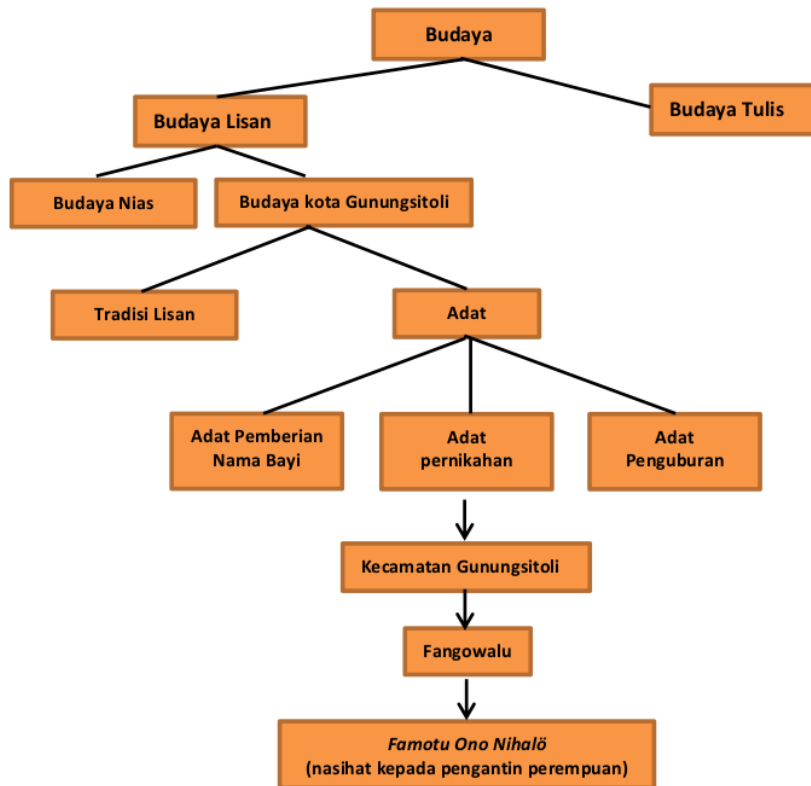 Budaya
Budaya Lisan
Budaya Tulis
Budaya Nias
Budaya kota Gunungsitoli
Tradisi Lisan
Adat
Adat Pemberian
Nama Bayi
Adat
pernikahan
Adat
Penguburan
Kecamatan Gunungsitoli
Fangowalu
Famotu Ono Nihalö
(nasihat kepada pengantin perempuan)